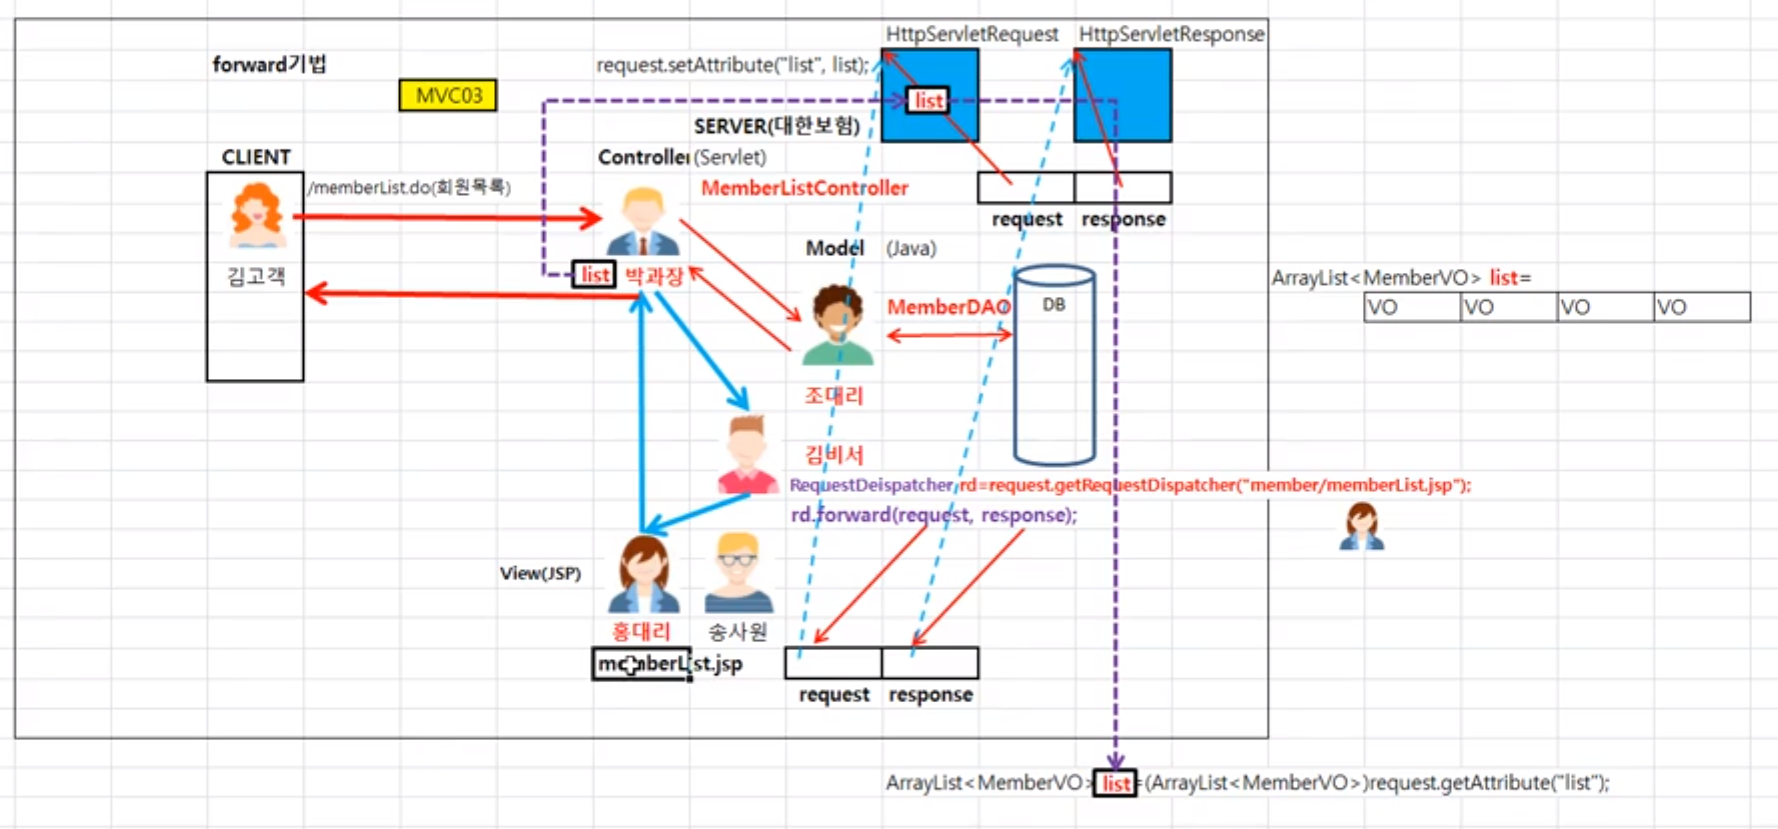 HttpServletRequest HttpServletResponse
forward기법
request.setAttribute("list", list);
MVC03
list
SERVER(대한보험)
CLIENT
Controller (Servlet)
/memberList.do(회원목록)
MemberListController
request response
Model (Java)
김고객
list 박과장
ArrayList<MemberVO> list=
MemberDAO
DB
VO VO VO VO
조대리
김비서
RequestDeispatcher rd=request.getRequestDispatcher("member/memberList.jsp");
rd.forward(request, response);
View(JSP)
홍대리 송사원
memberList.jsp
request response
ArrayList<MemberVO> list =(ArrayList<MemberVO>)request.getAttribute("list");